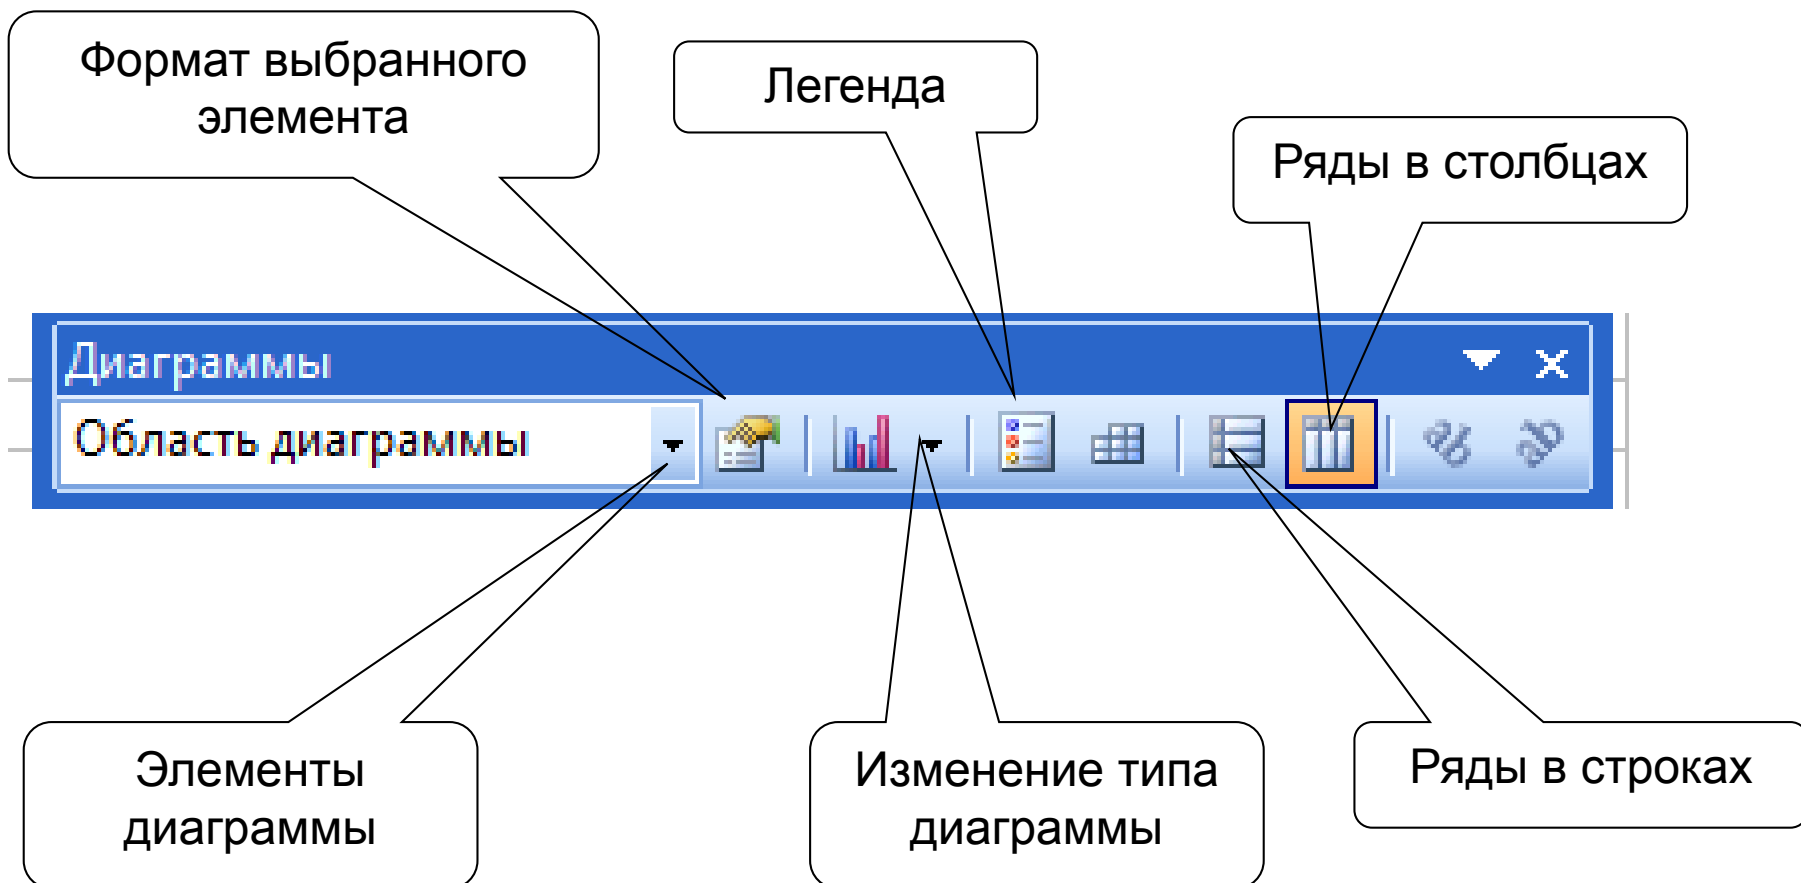 Формат выбранного
элемента
Легенда
Ряды в столбцах
Диаграммы
Область диаграммы
Элементы
диаграммы
Изменение типа
диаграммы
Ряды в строках